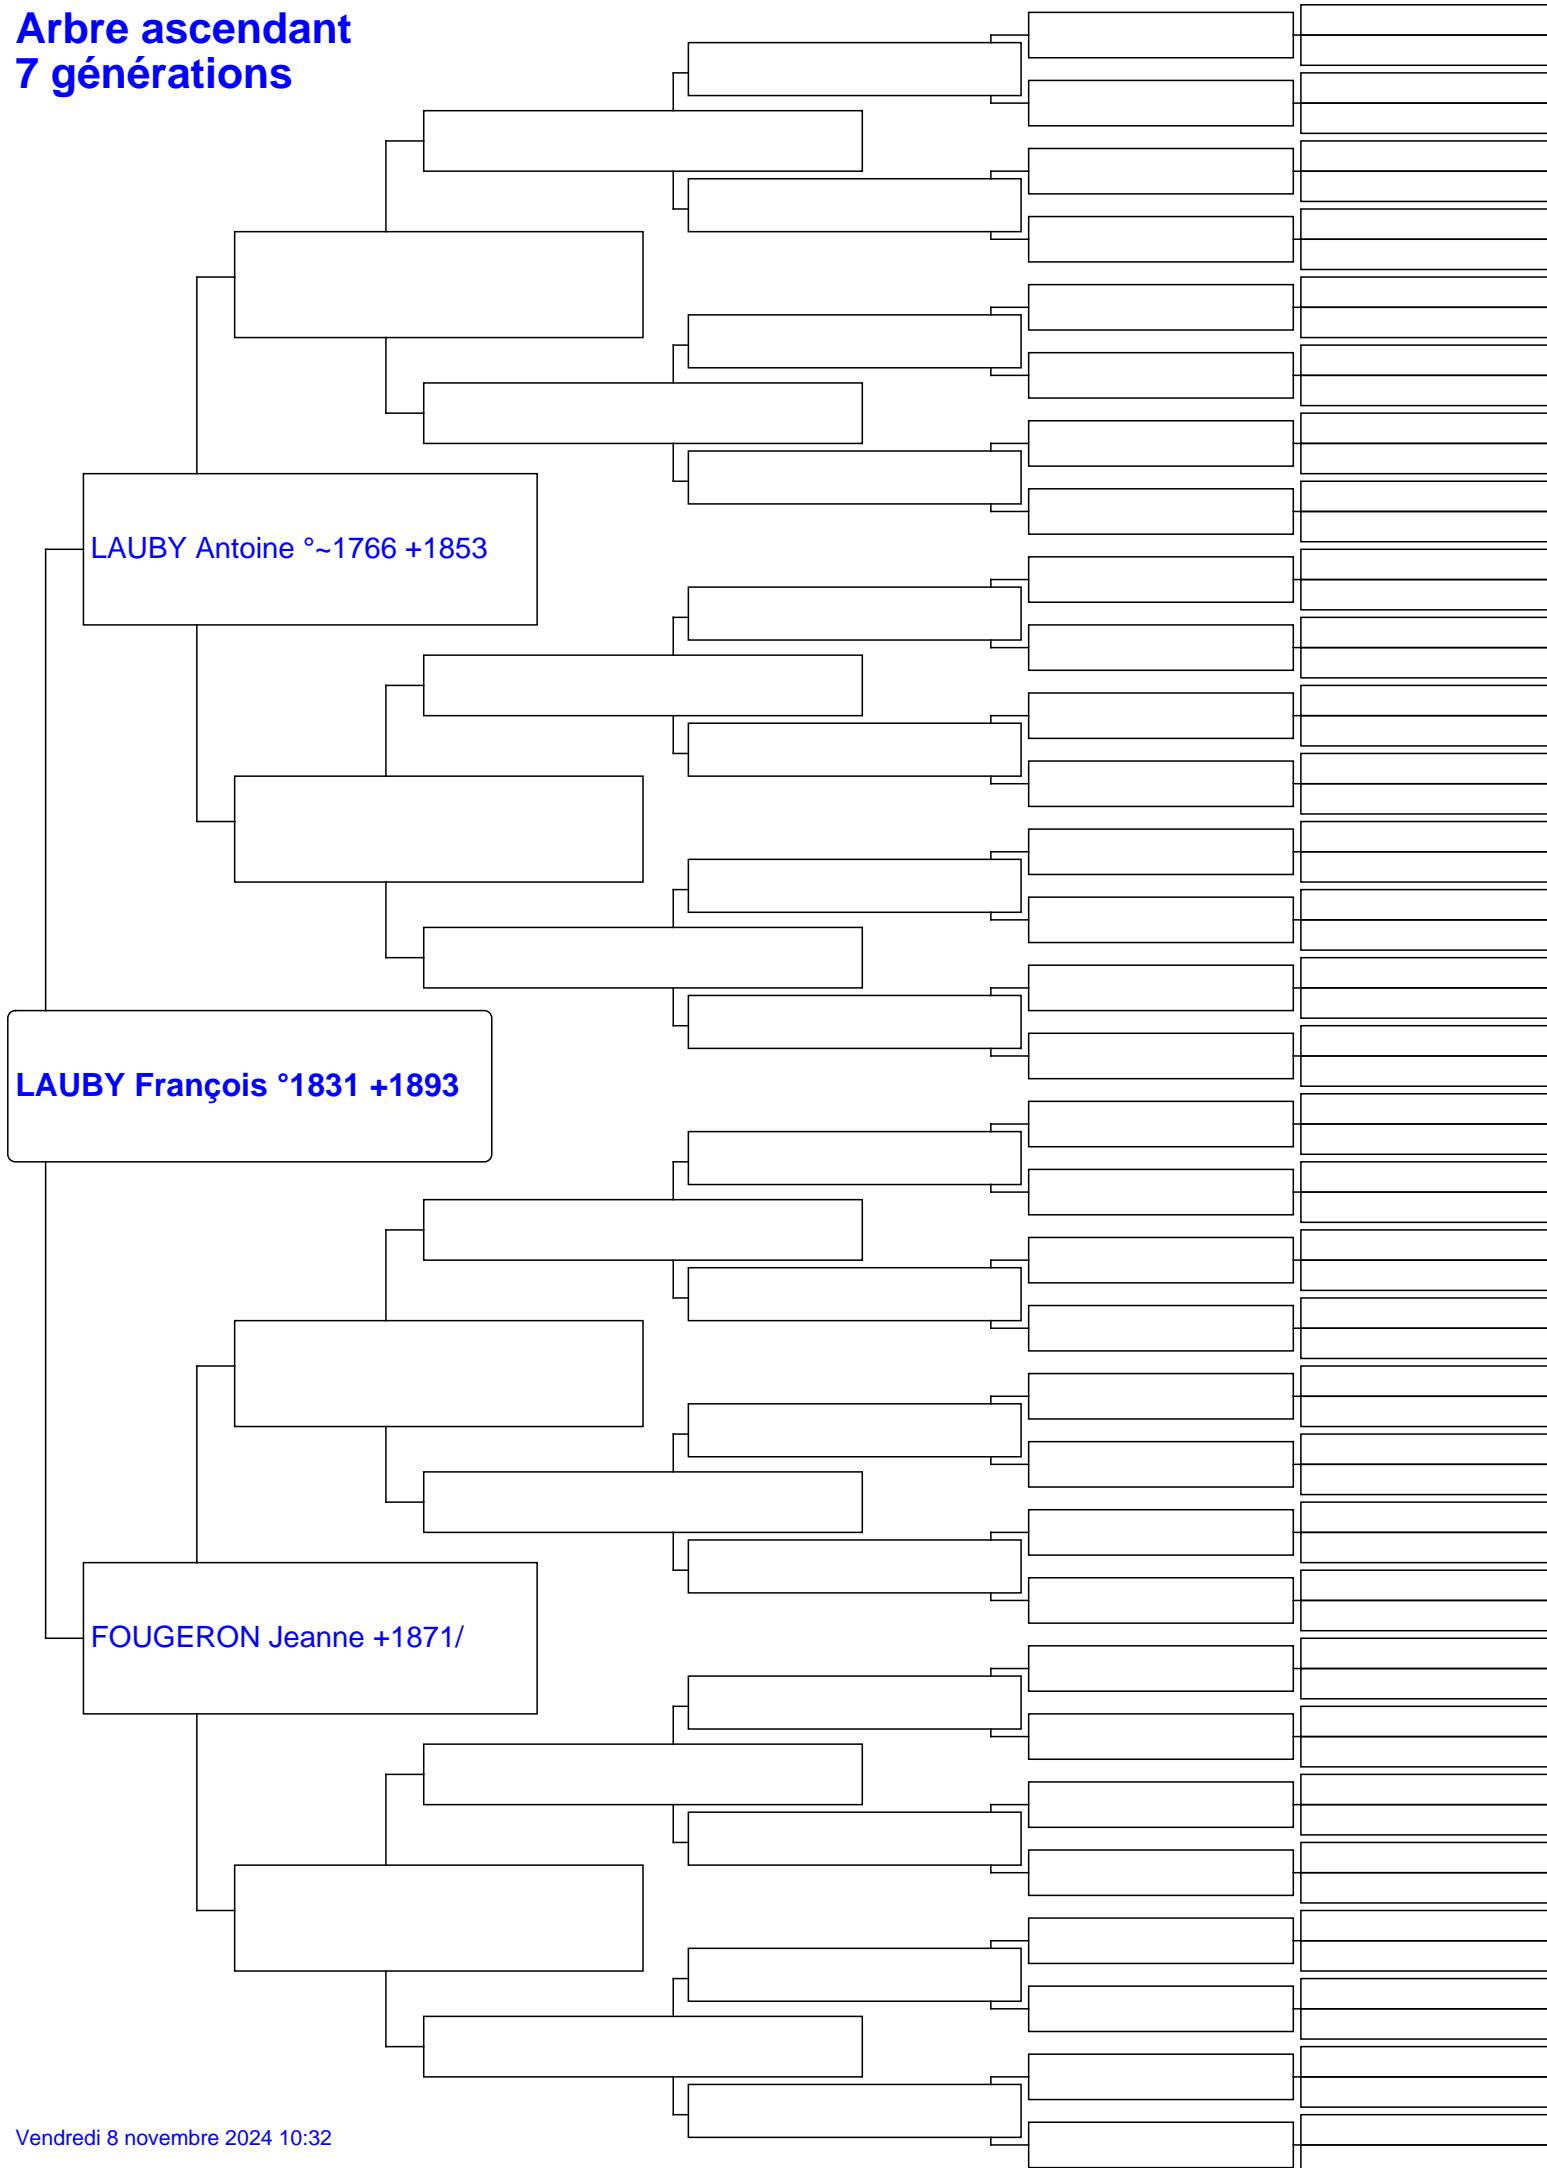 Arbre ascendant
7 générations
LAUBY Antoine °~1766 +1853
LAUBY François °1831 +1893
FOUGERON Jeanne +1871/
Vendredi 8 novembre 2024 10:32